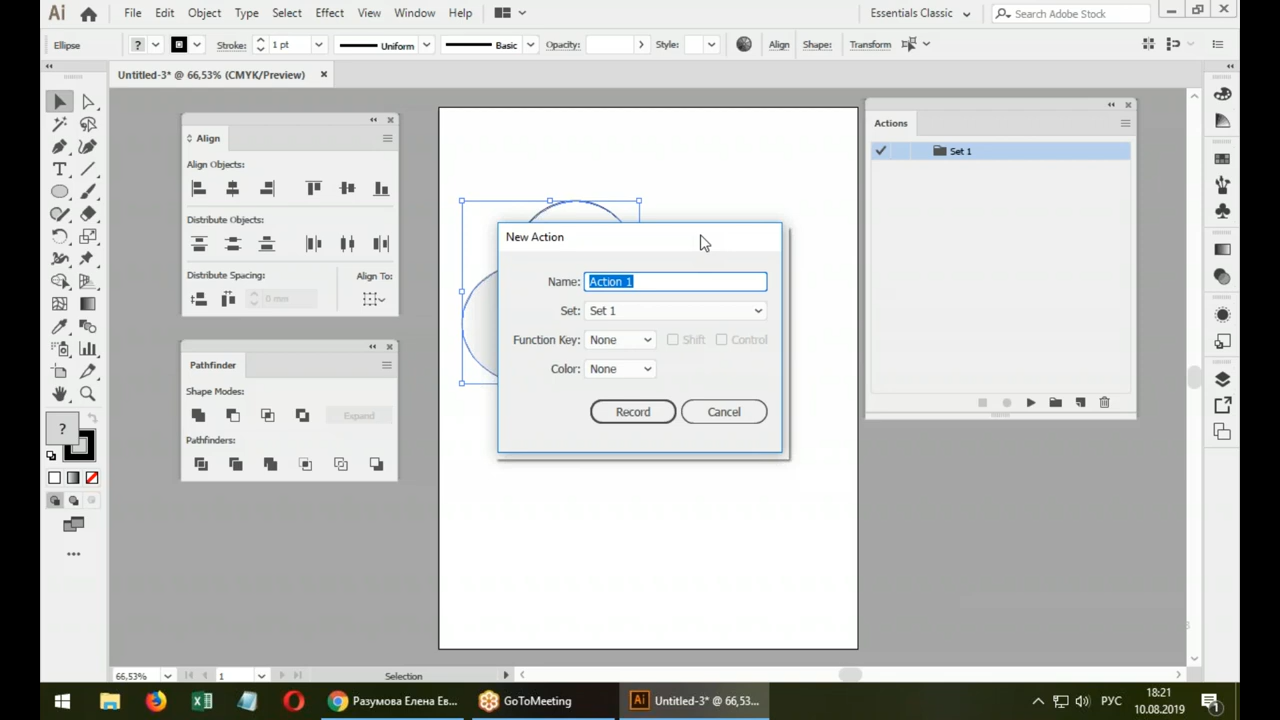 Ai File Edit Object Type Select Effect View Window Help Essentials Classic Search Adobe Stock
Ellipse ? Stroke: 1 pt Uniform Basic Opacity: Style: Align Shape: Transform
Untitled-3* @ 66,53% (CMYK/Preview)
Align
Align Objects:
Distribute Objects:
Distribute Spacing: Align To:
0 mm
Pathfinder
Shape Modes:
Expand
Pathfinders:
?
New Action
Name: Action 1
Set: Set 1
Function Key: None Shift Control
Color: None
Record Cancel
Actions
Set 1
66,53% 1 Selection
Разумова Елена Ев... GoToMeeting Ai Untitled-3* @ 66,53... РУС 18:21
10.08.2019 1